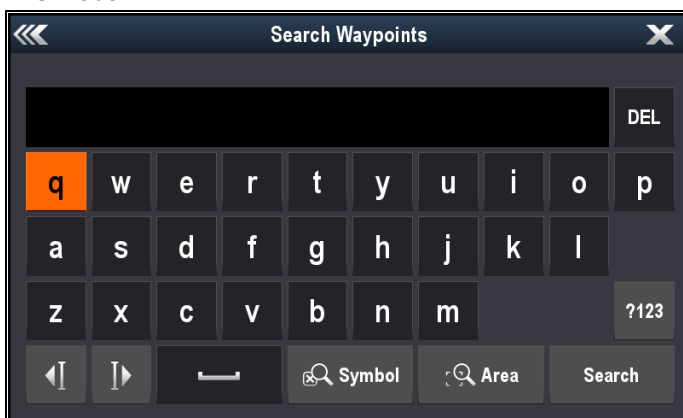 Search Waypoints
DEL
q w e r t y u i o p
a s d f g h j k l
z x c v b n m ?123
Symbol Area Search